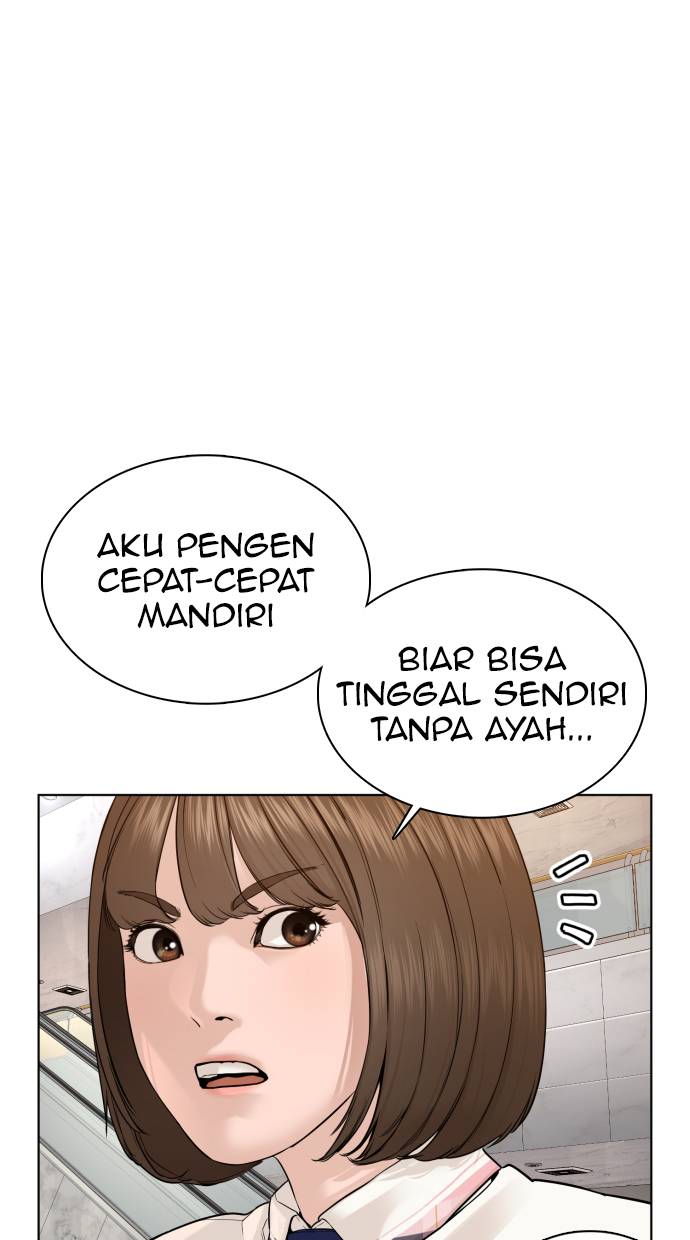 AKU PENGEN
CEPAT-CEPAT
MANDIRI
BIAR BISA
TINGGAL SENDIRI
TANPA AYAH...